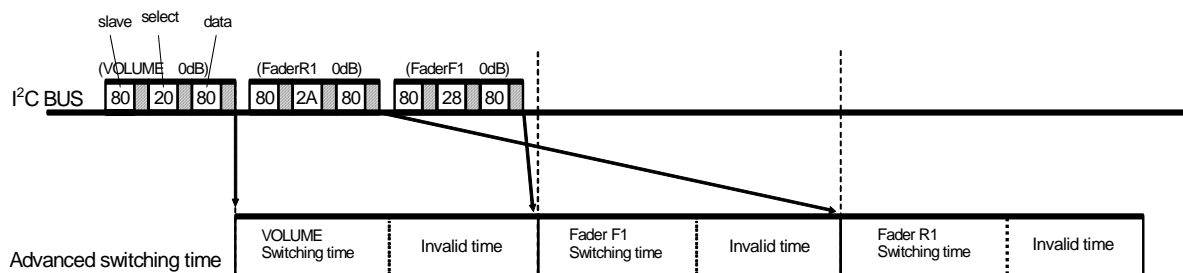 slave select data
(VOLUME 0dB) (FaderR1 0dB) (FaderF1 0dB)
I²C BUS 80 20 80 80 2A 80 80 28 80
Advanced switching time
VOLUME
Switching time
Invalid time
Fader F1
Switching time
Invalid time
Fader R1
Switching time
Invalid time